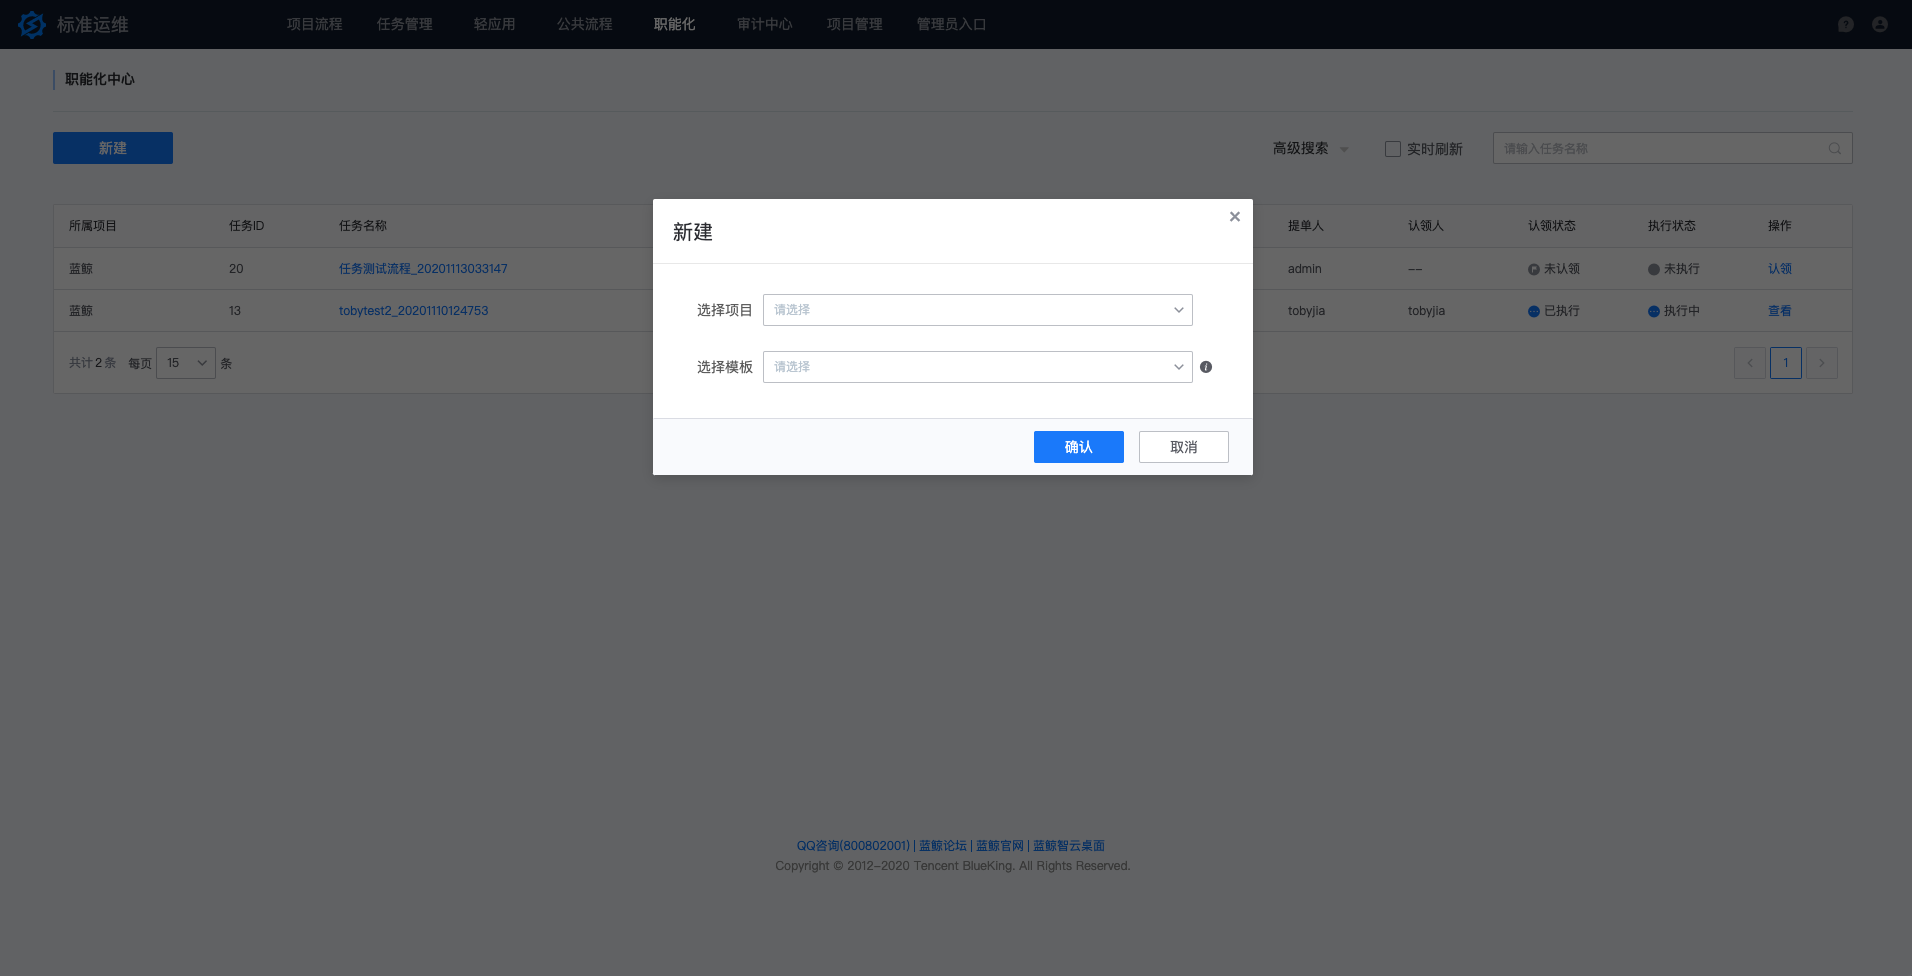 标准运维 项目流程 任务管理 轻应用 公共流程 职能化 审计中心 项目管理 管理员入口
职能化中心
新建 高级搜索 实时刷新 请输入任务名称
所属项目 任务ID 任务名称 提单人 认领人 认领状态 执行状态 操作
蓝鲸 20 任务测试流程_20201113033147 admin -- 未认领 未执行 认领
蓝鲸 13 tobytest2_20201110124753 tobyjia tobyjia 已执行 执行中 查看
共计 2 条 每页 15 条 1
新建
选择项目 请选择
选择模板 请选择
确认 取消
QQ咨询(800802001) | 蓝鲸论坛 | 蓝鲸官网 | 蓝鲸智云桌面
Copyright © 2012-2020 Tencent BlueKing. All Rights Reserved.